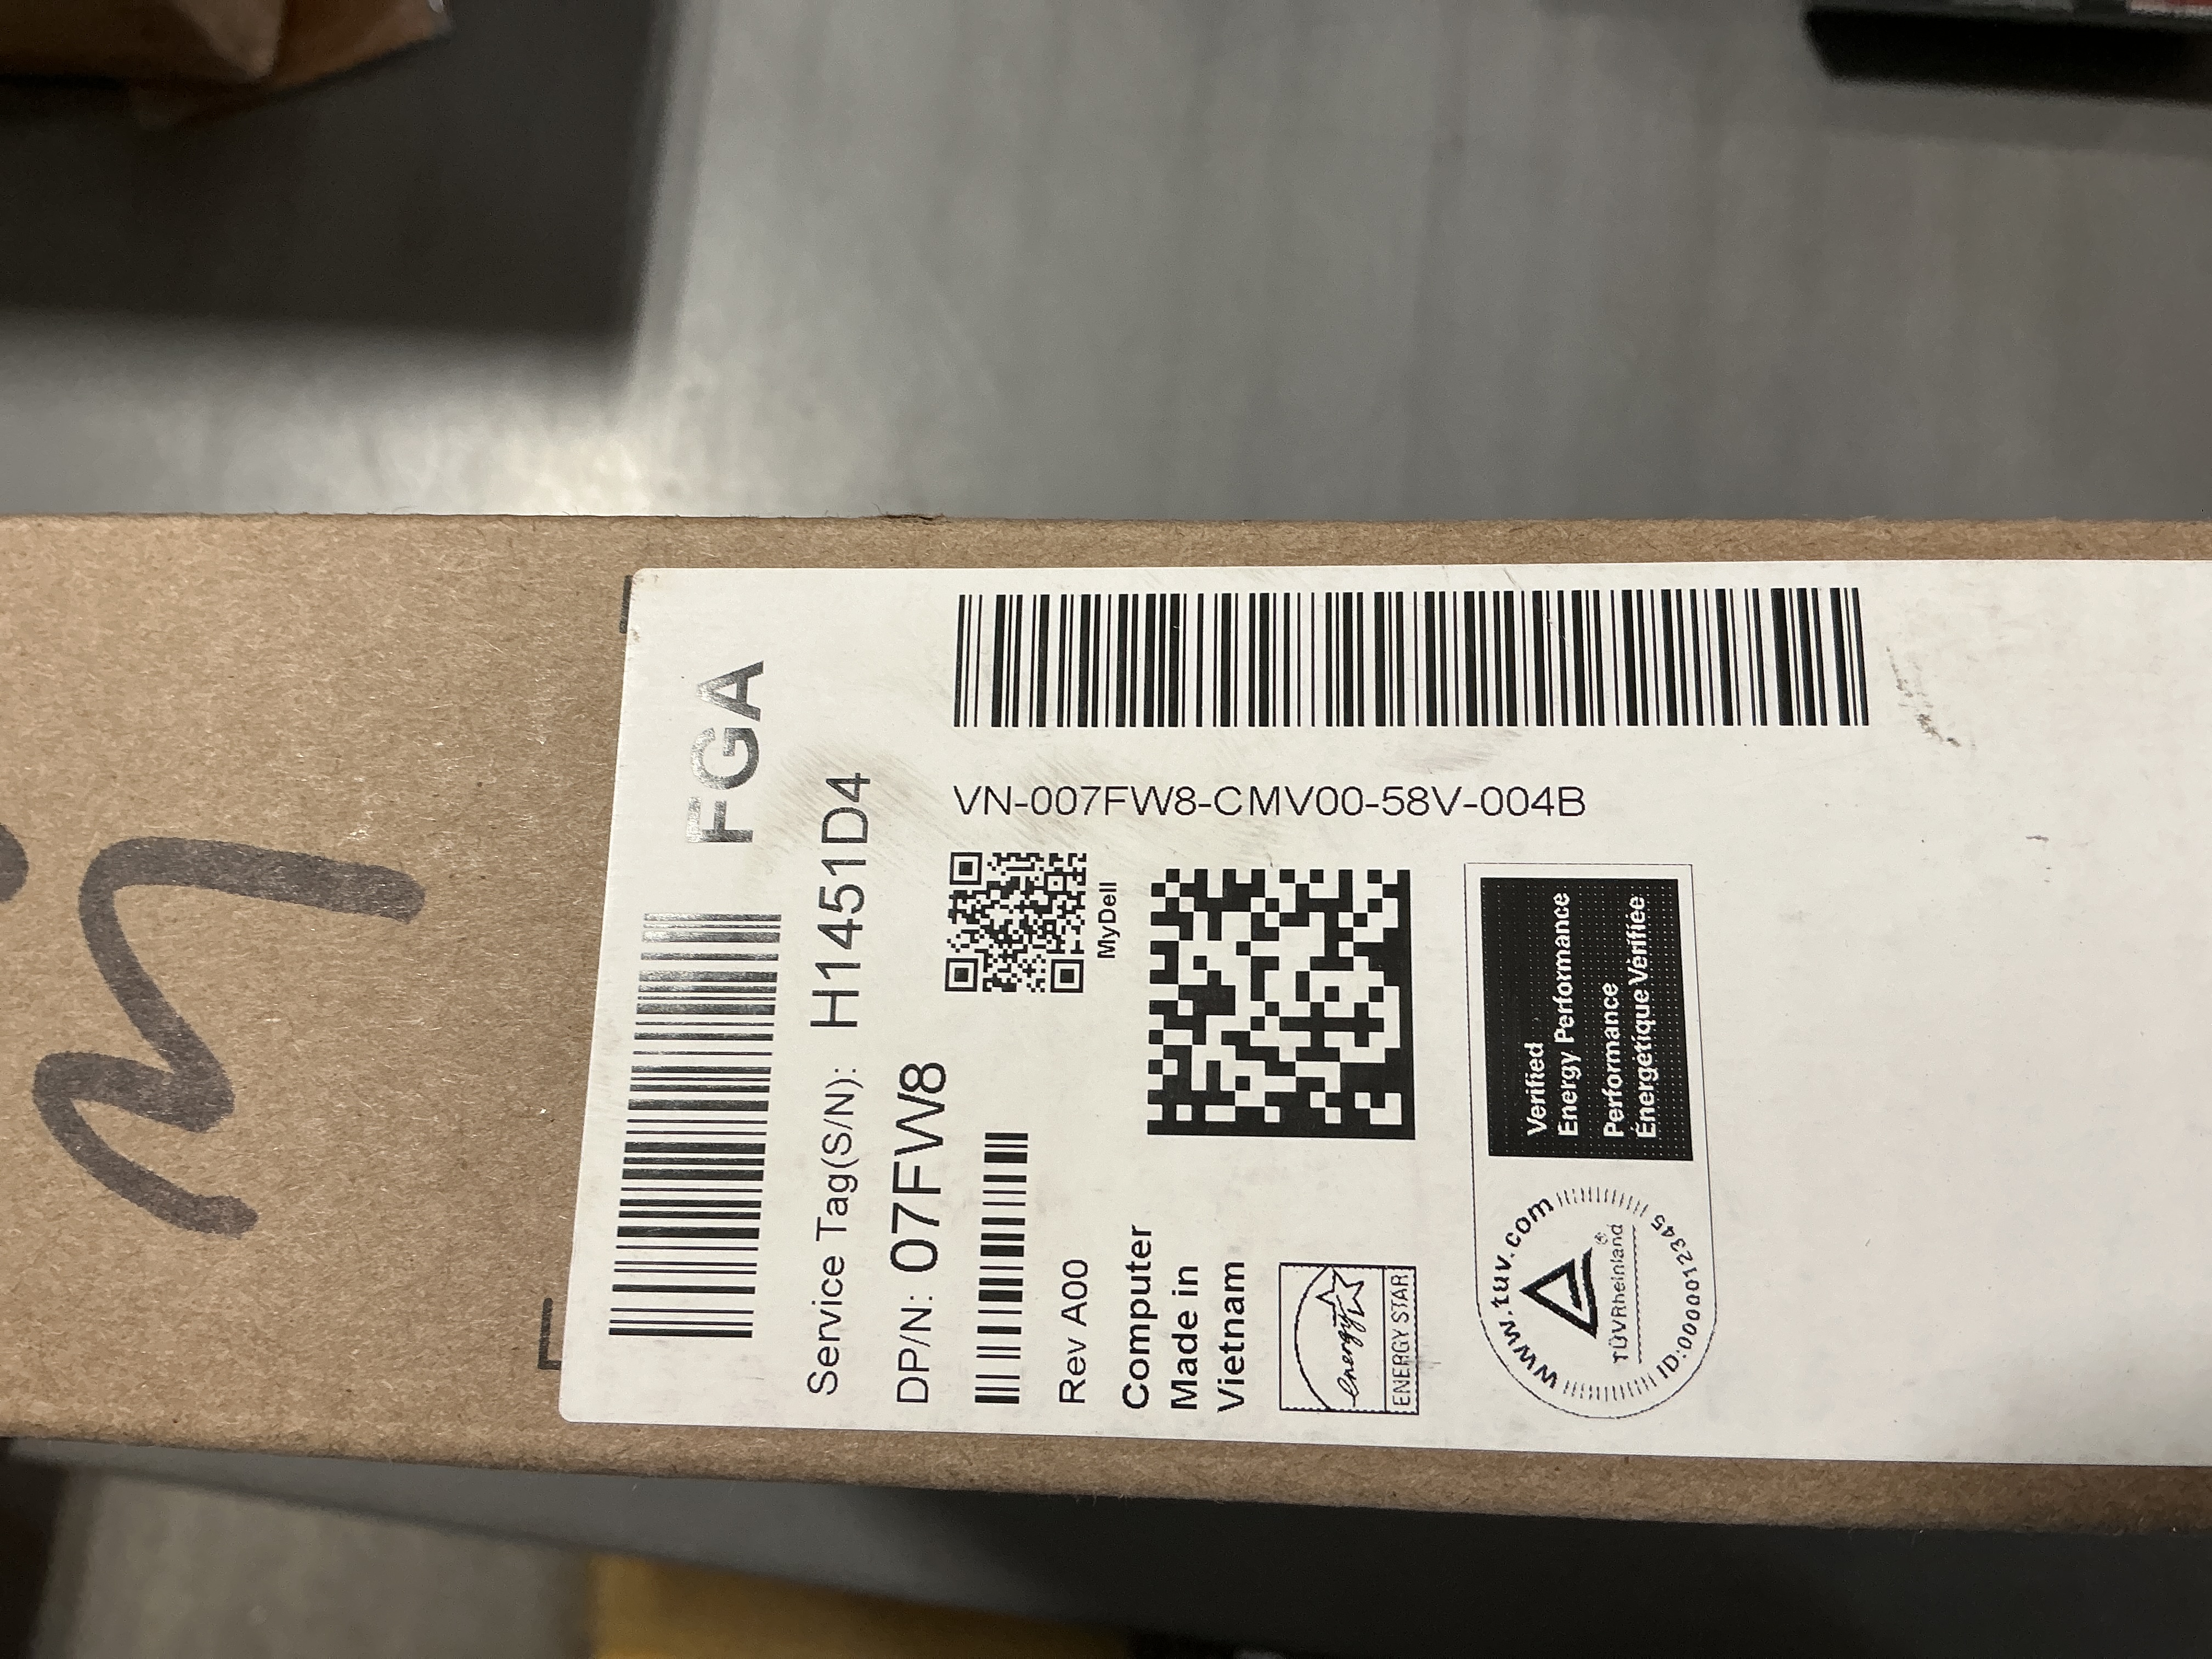 FGA
Service Tag(S/N): H1451D4
DP/N: 07FW8
MyDell
Rev A00
Computer
Made in
Vietnam
VN-007FW8-CMV00-58V-004B
energy
ENERGY STAR
www.tuv.com
TÜVRheinland®
ID:0000012345
Verified
Energy Performance
Performance
Énergétique Vérifiée